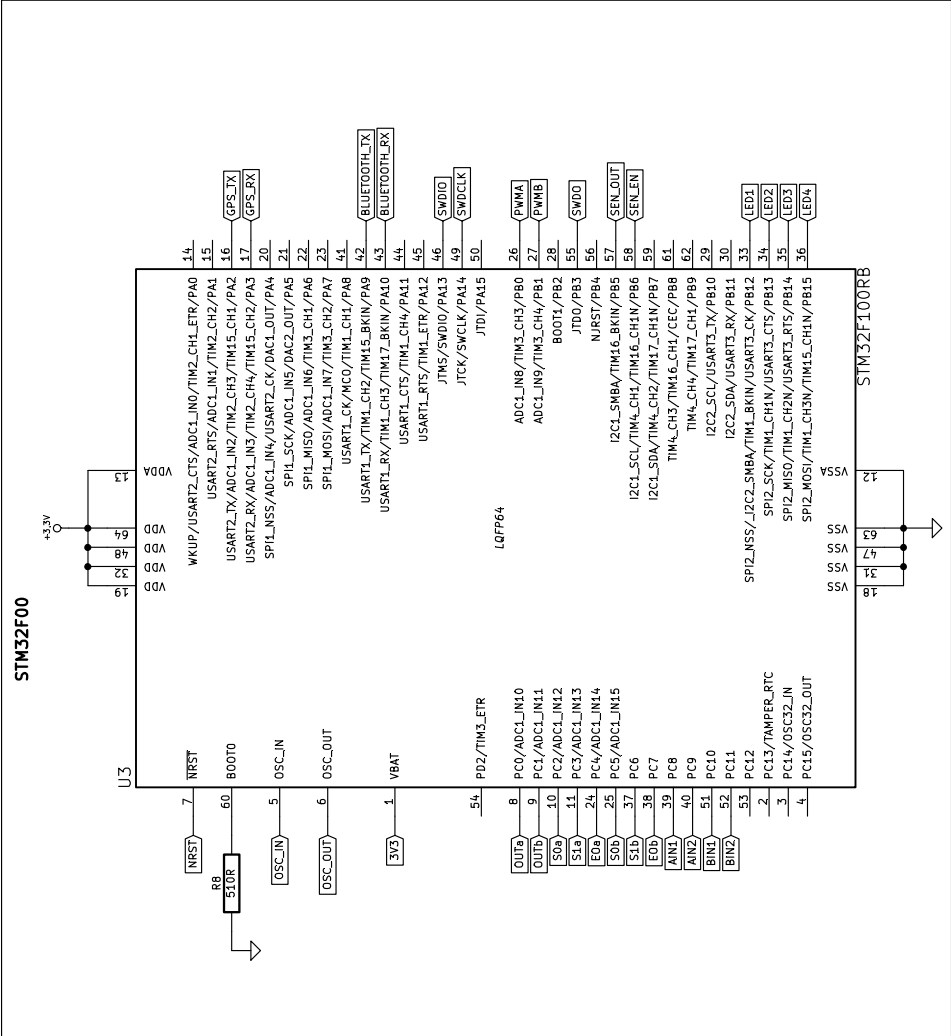 STM32F00
U3
STM32F100RB
LQFP64
+3,3V
13 VDDA
64 VDD
48 VDD
32 VDD
19 VDD
12 VSSA
63 VSS
47 VSS
31 VSS
18 VSS
NRST 7 NRST
R8 510R 60 BOOT0
OSC_IN 5 OSC_IN
OSC_OUT 6 OSC_OUT
3V3 1 VBAT
54 PD2/TIM3_ETR
OUTa 8 PC0/ADC1_IN10
OUTb 9 PC1/ADC1_IN11
S0a 10 PC2/ADC1_IN12
S1a 11 PC3/ADC1_IN13
E0a 24 PC4/ADC1_IN14
S0b 25 PC5/ADC1_IN15
S1b 37 PC6
E0b 38 PC7
AIN1 39 PC8
AIN2 40 PC9
BIN1 51 PC10
BIN2 52 PC11
53 PC12
2 PC13/TAMPER_RTC
3 PC14/OSC32_IN
4 PC15/OSC32_OUT
WKUP/USART2_CTS/ADC1_IN0/TIM2_CH1_ETR/PA0 14
USART2_RTS/ADC1_IN1/TIM2_CH2/PA1 15
USART2_TX/ADC1_IN2/TIM2_CH3/TIM15_CH1/PA2 16 GPS_TX
USART2_RX/ADC1_IN3/TIM2_CH4/TIM15_CH2/PA3 17 GPS_RX
SPI1_NSS/ADC1_IN4/USART2_CK/DAC1_OUT/PA4 20
SPI1_SCK/ADC1_IN5/DAC2_OUT/PA5 21
SPI1_MISO/ADC1_IN6/TIM3_CH1/PA6 22
SPI1_MOSI/ADC1_IN7/TIM3_CH2/PA7 23
USART1_CK/MCO/TIM1_CH1/PA8 41
USART1_TX/TIM1_CH2/TIM15_BKIN/PA9 42 BLUETOOTH_TX
USART1_RX/TIM1_CH3/TIM17_BKIN/PA10 43 BLUETOOTH_RX
USART1_CTS/TIM1_CH4/PA11 44
USART1_RTS/TIM1_ETR/PA12 45
JTMS/SWDIO/PA13 46 SWDIO
JTCK/SWCLK/PA14 49 SWDCLK
JTDI/PA15 50
ADC1_IN8/TIM3_CH3/PB0 26 PWMA
ADC1_IN9/TIM3_CH4/PB1 27 PWMB
BOOT1/PB2 28
JTDO/PB3 55 SWDO
NJRST/PB4 56
I2C1_SMBA/TIM16_BKIN/PB5 57 SEN_OUT
I2C1_SCL/TIM4_CH1/TIM16_CH1N/PB6 58 SEN_EN
I2C1_SDA/TIM4_CH2/TIM17_CH1N/PB7 59
TIM4_CH3/TIM16_CH1/CEC/PB8 61
TIM4_CH4/TIM17_CH1/PB9 62
I2C2_SCL/USART3_TX/PB10 29
I2C2_SDA/USART3_RX/PB11 30
SPI2_NSS/_I2C2_SMBA/TIM1_BKIN/USART3_CK/PB12 33 LED1
SPI2_SCK/TIM1_CH1N/USART3_CTS/PB13 34 LED2
SPI2_MISO/TIM1_CH2N/USART3_RTS/PB14 35 LED3
SPI2_MOSI/TIM1_CH3N/TIM15_CH1N/PB15 36 LED4